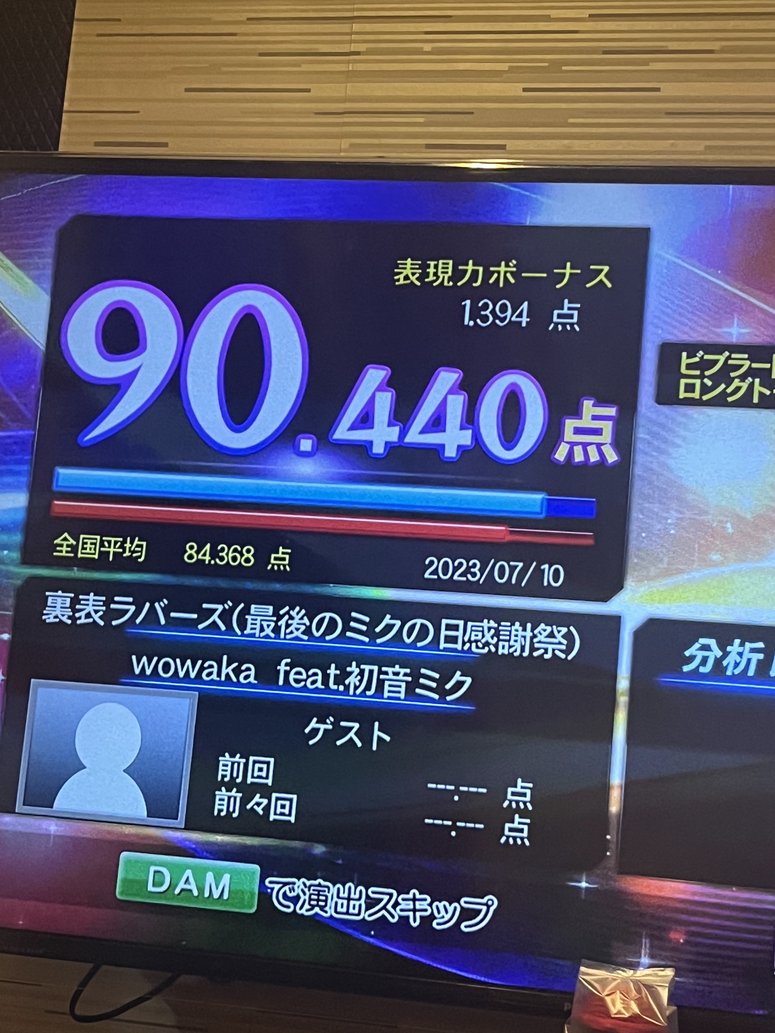 表現力ボーナス
1.394 点
90.440点
全国平均 84.368 点
2023/07/10
ビブラー
ロングト
裏表ラバーズ(最後のミクの日感謝祭)
wowaka feat.初音ミク
ゲスト
前回 ---.--- 点
前々回 ---.--- 点
分析
DAMで演出スキップ